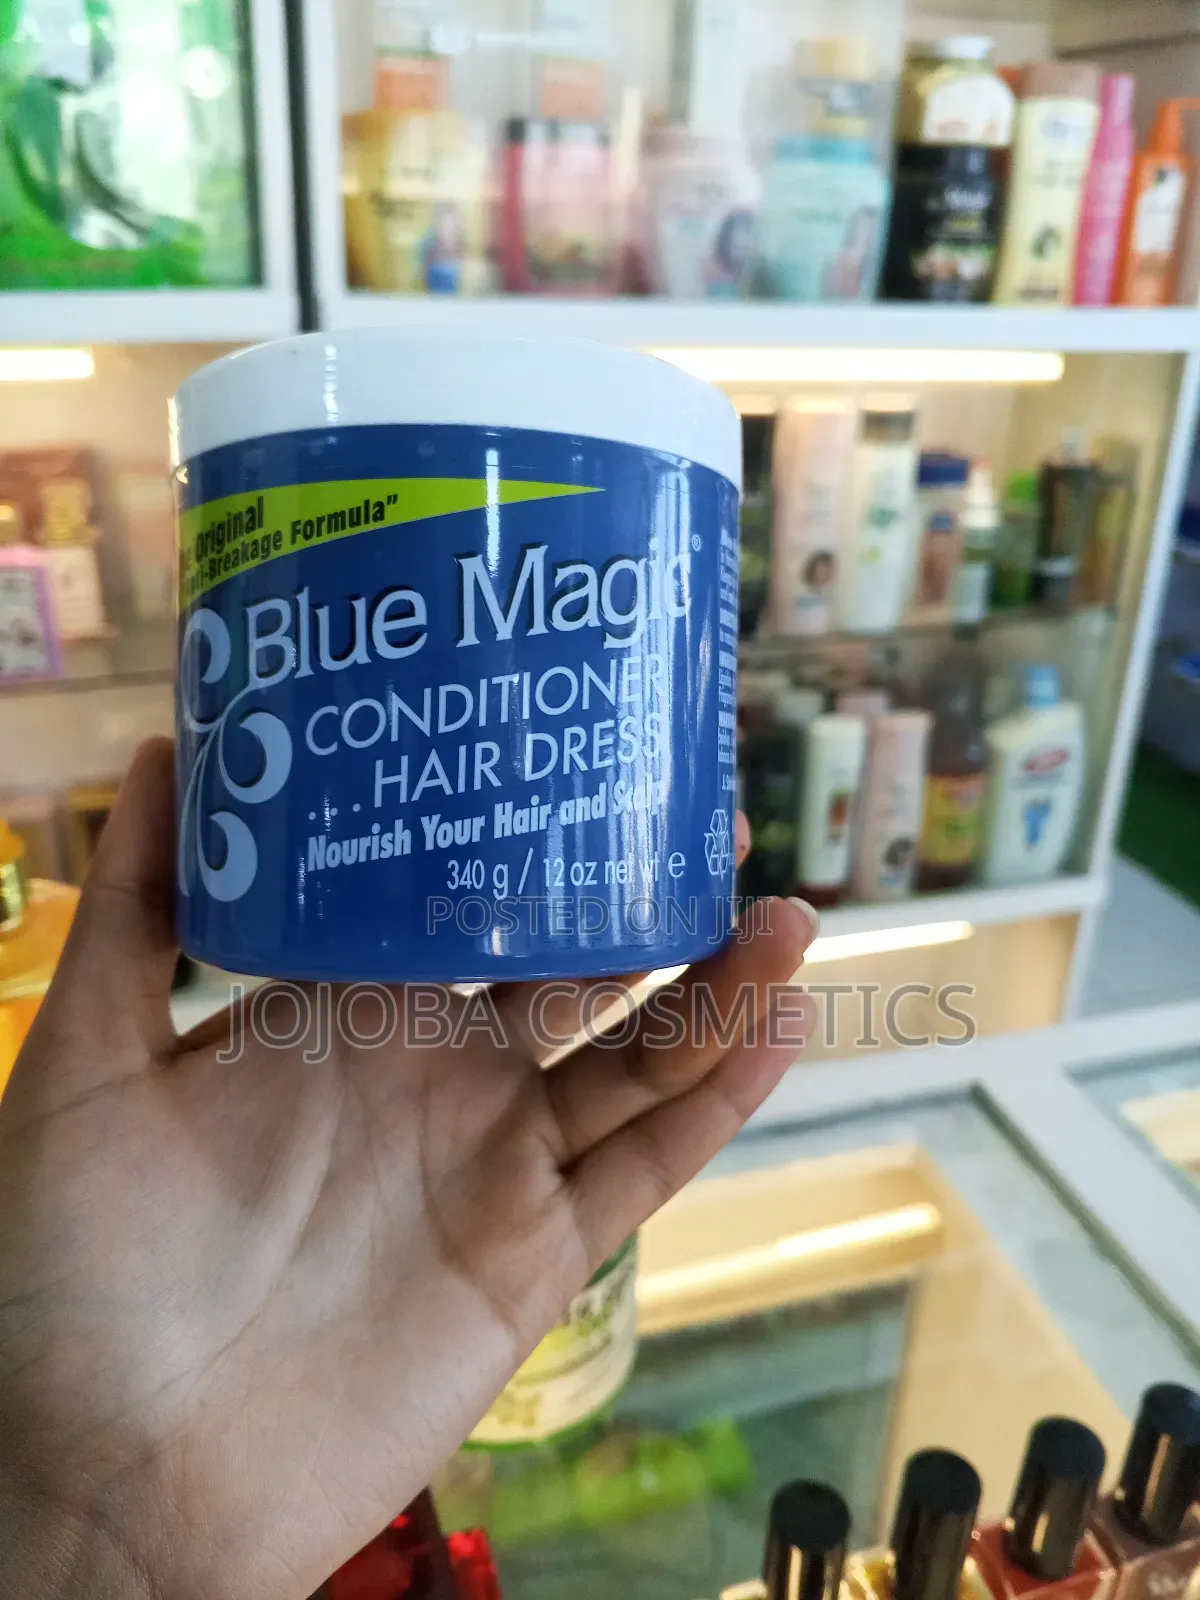 Original
Breakage Formula"
Blue Magic®
CONDITIONER
...HAIR DRESS
Nourish Your Hair and Scalp
340 g / 12 oz net wt e
POSTED ON JIJI
JOJOBA COSMETICS